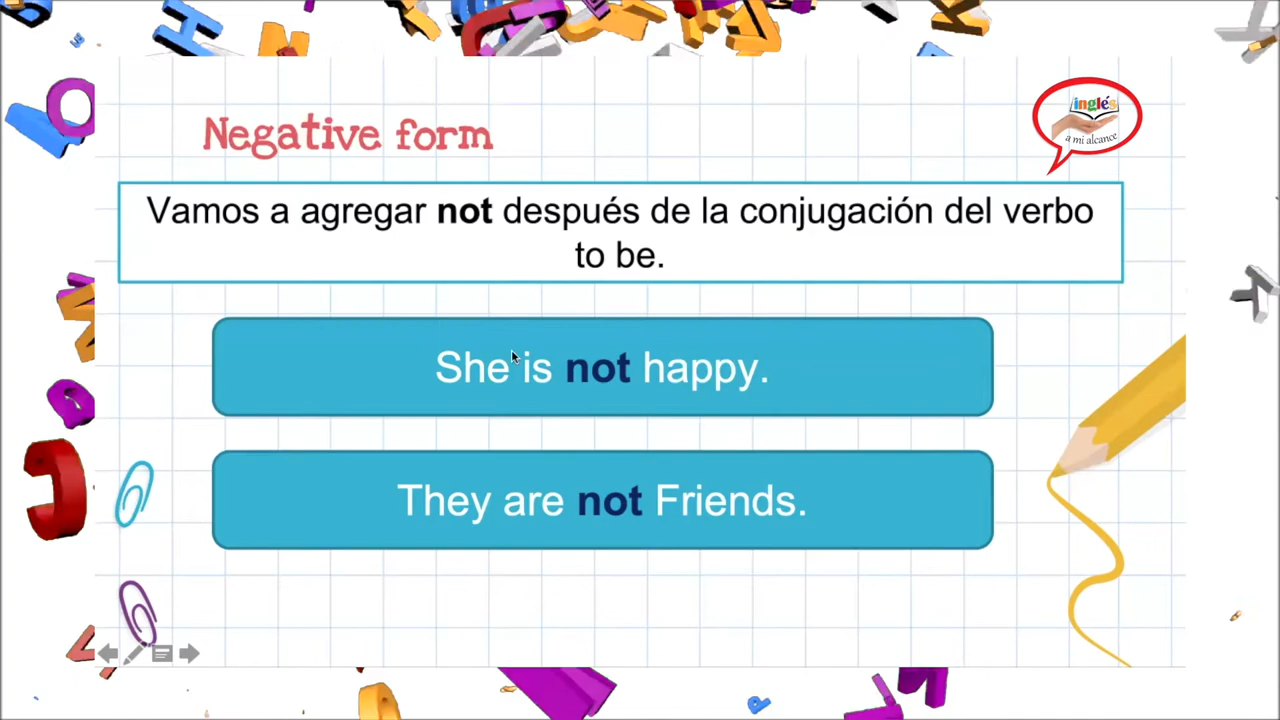 Negative form
inglés
a mi alcance
Vamos a agregar not después de la conjugación del verbo
to be.
She is not happy.
They are not Friends.